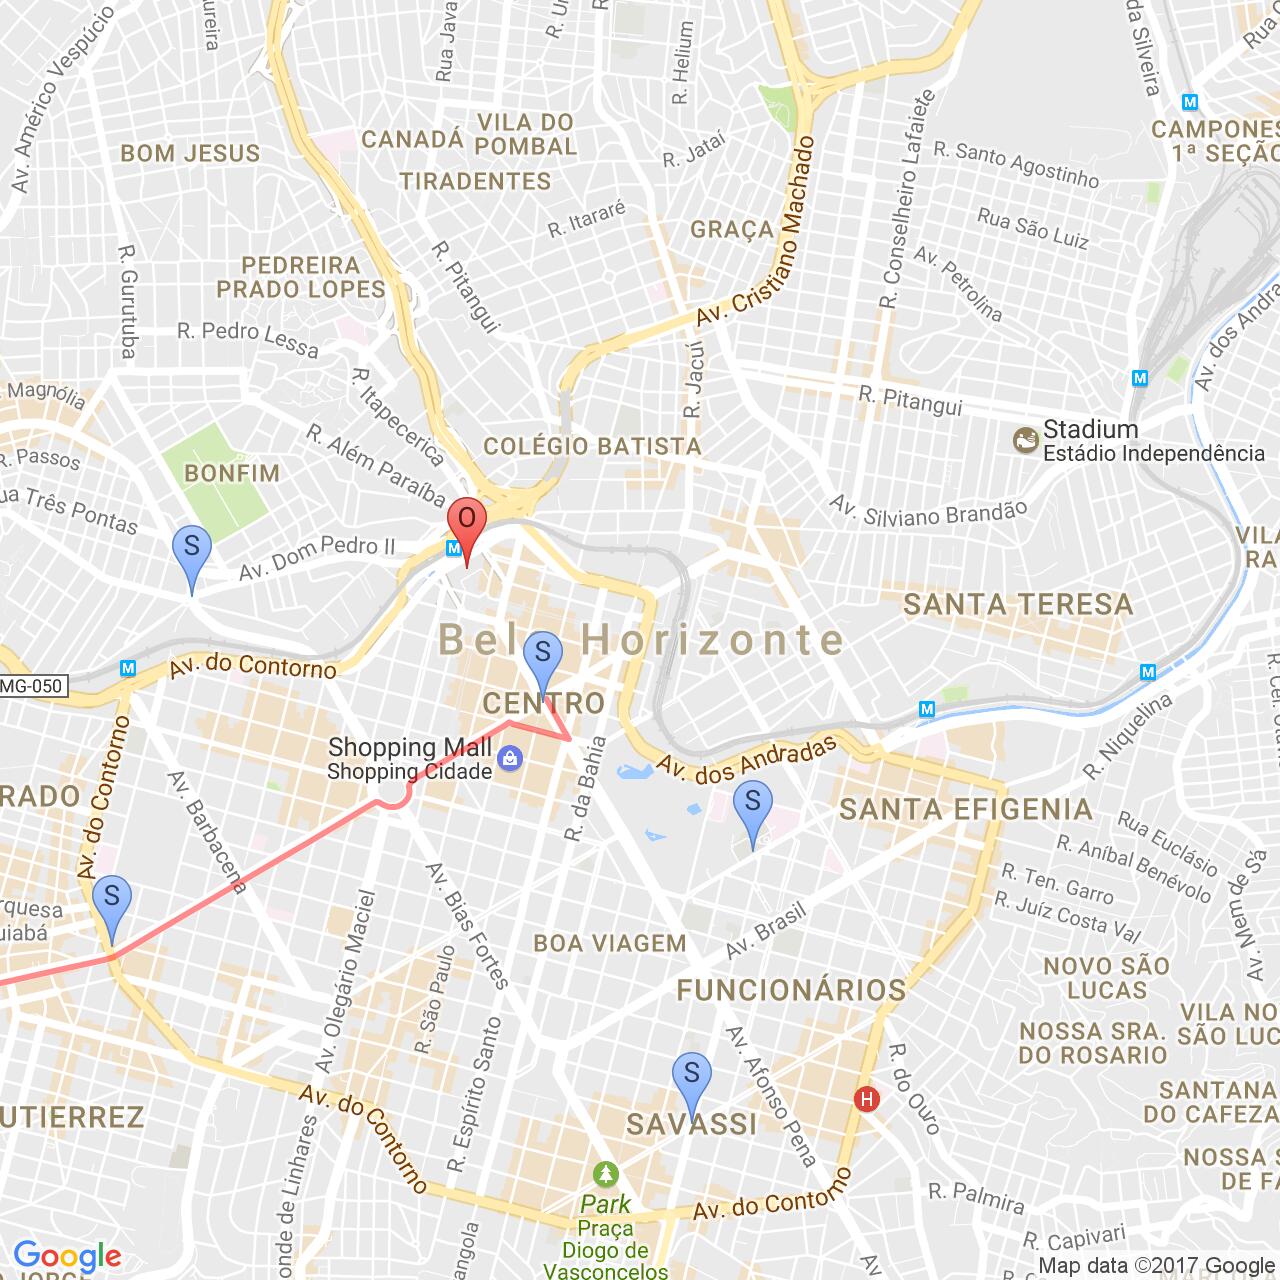 Av. Américo Vespúcio
Rua Java
R. Helium
da Silveira
CANADÁ
VILA DO
POMBAL
BOM JESUS
TIRADENTES
R. Jataí
R. Itararé
GRAÇA
Av. Cristiano Machado
R. Conselheiro Lafaiete
R. Santo Agostinho
M
CAMPONES
1ª SEÇÃO
Rua São Luiz
Av. Petrolina
Av. dos Andra
R. Gurutuba
PEDREIRA
PRADO LOPES
R. Pitangui
R. Pedro Lessa
R. Itapecerica
R. Jacuí
R. Pitangui
M
Magnólia
R. Além Paraíba
COLÉGIO BATISTA
Stadium
Estádio Independência
R. Passos
BONFIM
ua Três Pontas
Av. Silviano Brandão
O
S
M
Av. Dom Pedro II
VILA
RA
SANTA TERESA
Bel Horizonte
S
M
Av. do Contorno
MG-050
CENTRO
M
M
R. Niquelina
Shopping Mall
Shopping Cidade
R. da Bahia
Av. dos Andradas
Av. do Contorno
RADO
Av. Barbacena
S
SANTA EFIGENIA
Rua Euclásio
R. Aníbal Benévolo
R. Ten. Garro
R. Juíz Costa Val
Av. Mem de Sá
S
rquesa
uiabá
Av. Bias Fortes
R. Olegário Maciel
R. São Paulo
BOA VIAGEM
Av. Brasil
FUNCIONÁRIOS
NOVO SÃO
LUCAS
VILA NO
SÃO LUC
NOSSA SRA.
DO ROSARIO
R. Espírito Santo
Av. Afonso Pena
R. do Ouro
S
SAVASSI
H
SANTANA
DO CAFEZA
UTIERREZ
Av. do Contorno
NOSSA S
DE FA
onde de Linhares
Park
Praça
Diogo de
Vasconcelos
Av. do Contorno
R. Palmira
R. Capivari
angola
Av
Google
Map data ©2017 Google